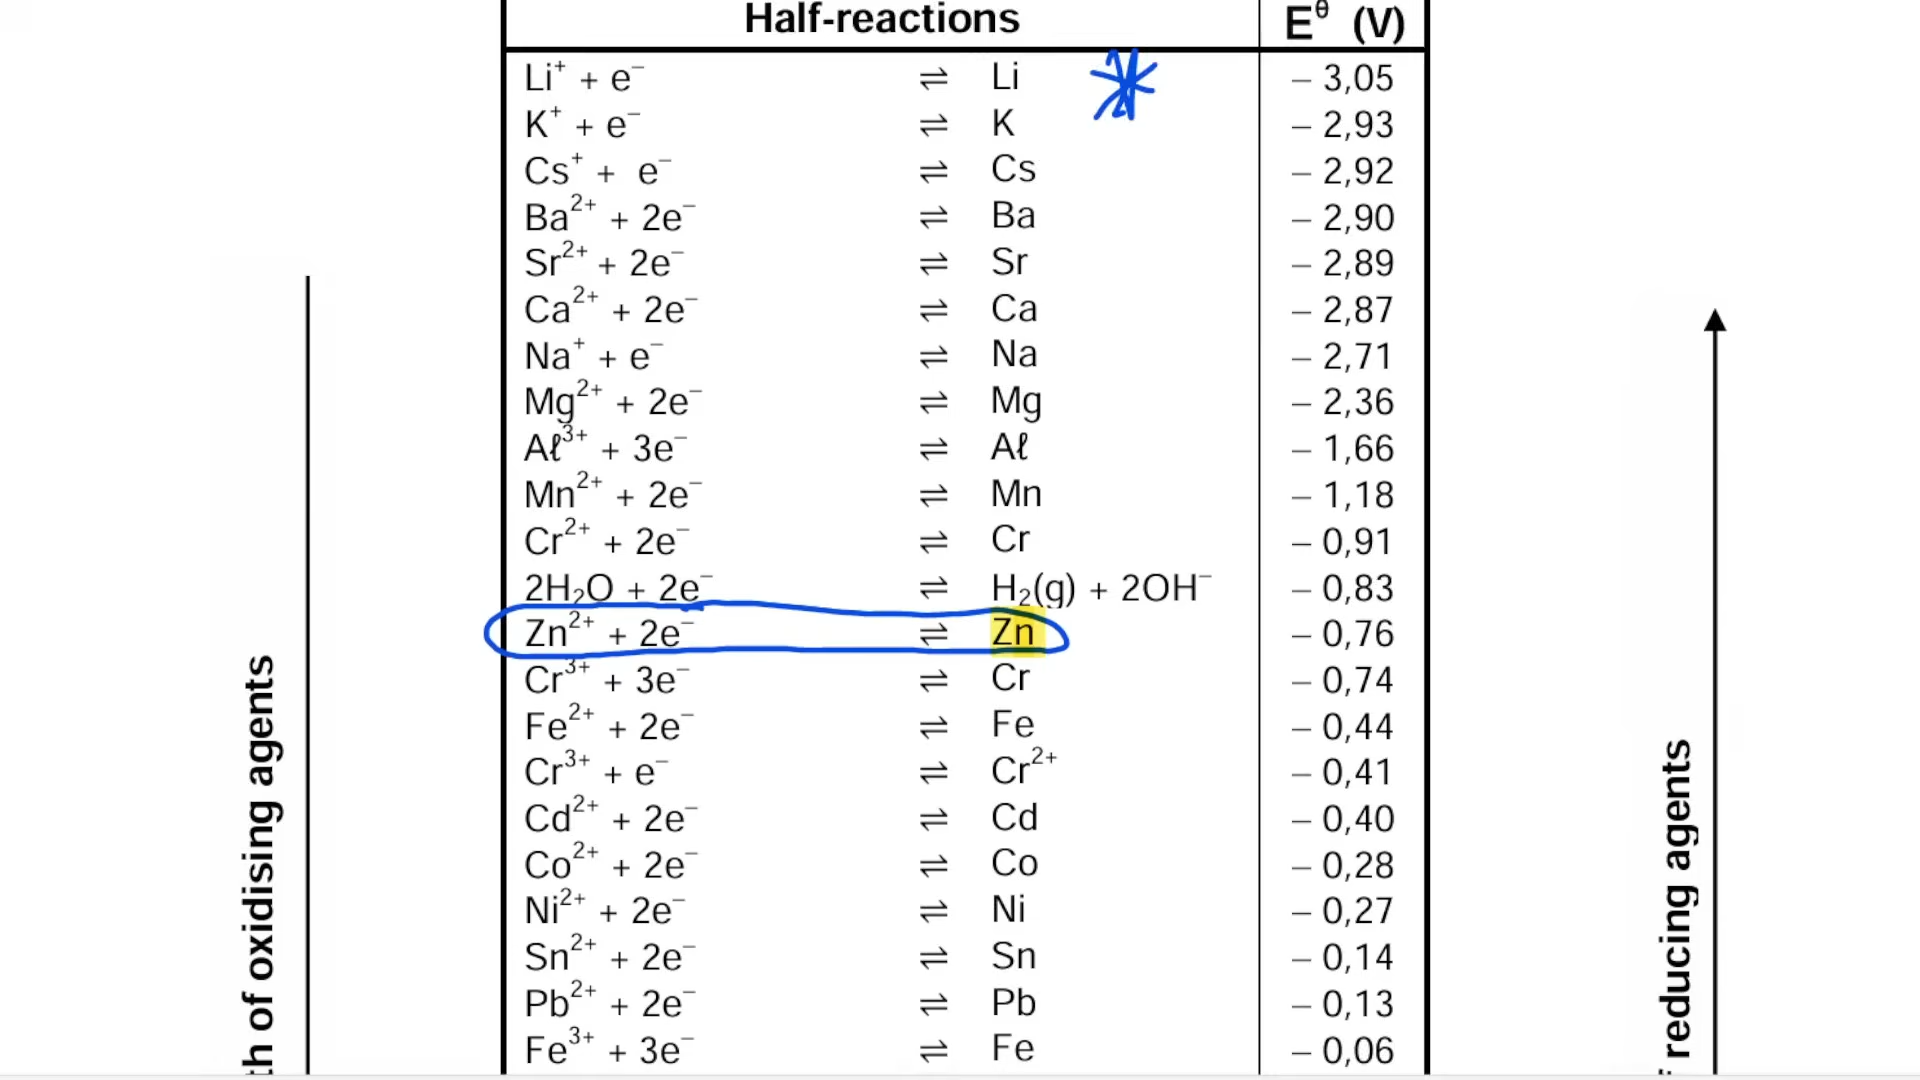 Half-reactions E^θ (V)
Li⁺ + e⁻ ⇌ Li – 3,05
K⁺ + e⁻ ⇌ K – 2,93
Cs⁺ + e⁻ ⇌ Cs – 2,92
Ba²⁺ + 2e⁻ ⇌ Ba – 2,90
Sr²⁺ + 2e⁻ ⇌ Sr – 2,89
Ca²⁺ + 2e⁻ ⇌ Ca – 2,87
Na⁺ + e⁻ ⇌ Na – 2,71
Mg²⁺ + 2e⁻ ⇌ Mg – 2,36
Aℓ³⁺ + 3e⁻ ⇌ Aℓ – 1,66
Mn²⁺ + 2e⁻ ⇌ Mn – 1,18
Cr²⁺ + 2e⁻ ⇌ Cr – 0,91
2H₂O + 2e⁻ ⇌ H₂(g) + 2OH⁻ – 0,83
Zn²⁺ + 2e⁻ ⇌ Zn – 0,76
Cr³⁺ + 3e⁻ ⇌ Cr – 0,74
Fe²⁺ + 2e⁻ ⇌ Fe – 0,44
Cr³⁺ + e⁻ ⇌ Cr²⁺ – 0,41
Cd²⁺ + 2e⁻ ⇌ Cd – 0,40
Co²⁺ + 2e⁻ ⇌ Co – 0,28
Ni²⁺ + 2e⁻ ⇌ Ni – 0,27
Sn²⁺ + 2e⁻ ⇌ Sn – 0,14
Pb²⁺ + 2e⁻ ⇌ Pb – 0,13
Fe³⁺ + 3e⁻ ⇌ Fe – 0,06
th of oxidising agents
reducing agents